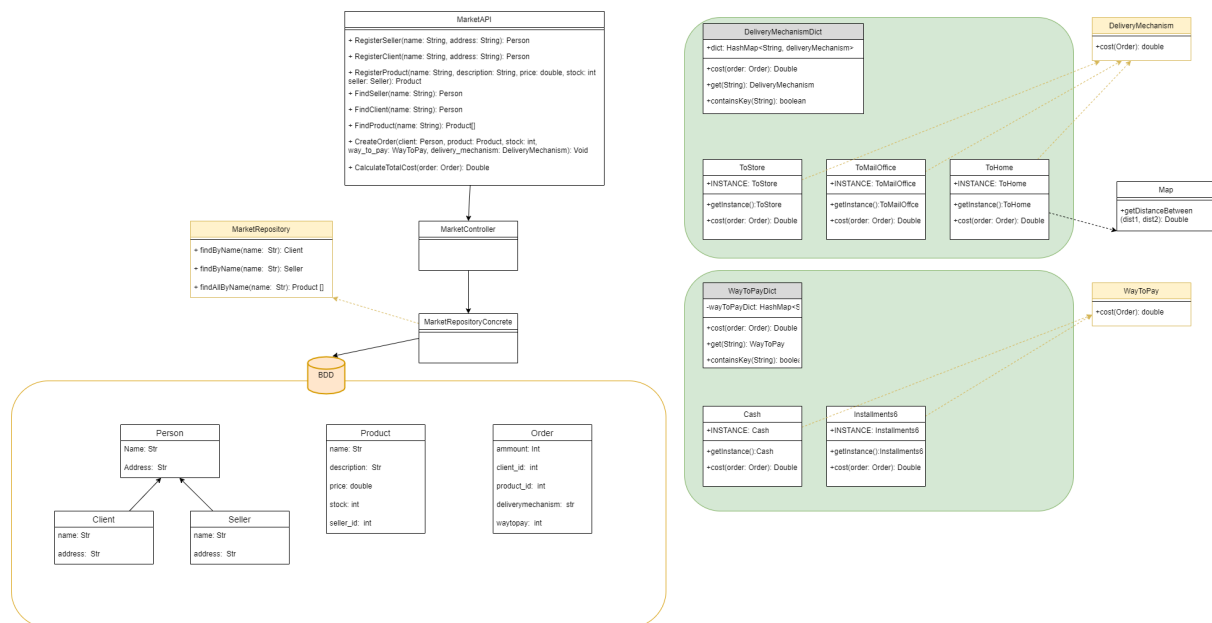 MarketAPI
+ RegisterSeller(name: String, address: String): Person
+ RegisterClient(name: String, address: String): Person
+ RegisterProduct(name: String, description: String, price: double, stock: int
seller: Seller): Product
+ FindSeller(name: String): Person
+ FindClient(name: String): Person
+ FindProduct(name: String): Product[]
+ CreateOrder(client: Person, product: Product, stock: int,
way_to_pay: WayToPay, delivery_mechanism: DeliveryMechanism): Void
+ CalculateTotalCost(order: Order): Double
MarketRepository
+ findByName(name: Str): Client
+ findByName(name: Str): Seller
+ findAllByName(name: Str): Product []
MarketController
MarketRepositoryConcrete
BDD
Person
Name: Str
Address: Str
Client
name: Str
address: Str
Seller
name: Str
address: Str
Product
name: Str
description: Str
price: double
stock: int
seller_id: int
Order
ammount: Int
client_id: int
product_id: int
deliverymechanism: str
waytopay: int
DeliveryMechanismDict
+dict: HashMap<String, deliveryMechanism>
+cost(order: Order): Double
+get(String): DeliveryMechanism
+containsKey(String): boolean
ToStore
+INSTANCE: ToStore
+getInstance():ToStore
+cost(order: Order): Double
ToMailOffice
+INSTANCE: ToMailOffice
+getInstance():ToMailOffce
+cost(order: Order): Double
ToHome
+INSTANCE: ToHome
+getInstance():ToHome
+cost(order: Order): Double
DeliveryMechanism
+cost(Order): double
Map
+getDistanceBetween
(dist1, dist2): Double
WayToPayDict
-wayToPayDict: HashMap<S
+cost(order: Order): Double
+get(String): WayToPay
+containsKey(String): boolea
Cash
+INSTANCE: Cash
+getInstance():Cash
+cost(order: Order): Double
Installments6
+INSTANCE: Installments6
+getInstance():Installments6
+cost(order: Order): Double
WayToPay
+cost(Order): double